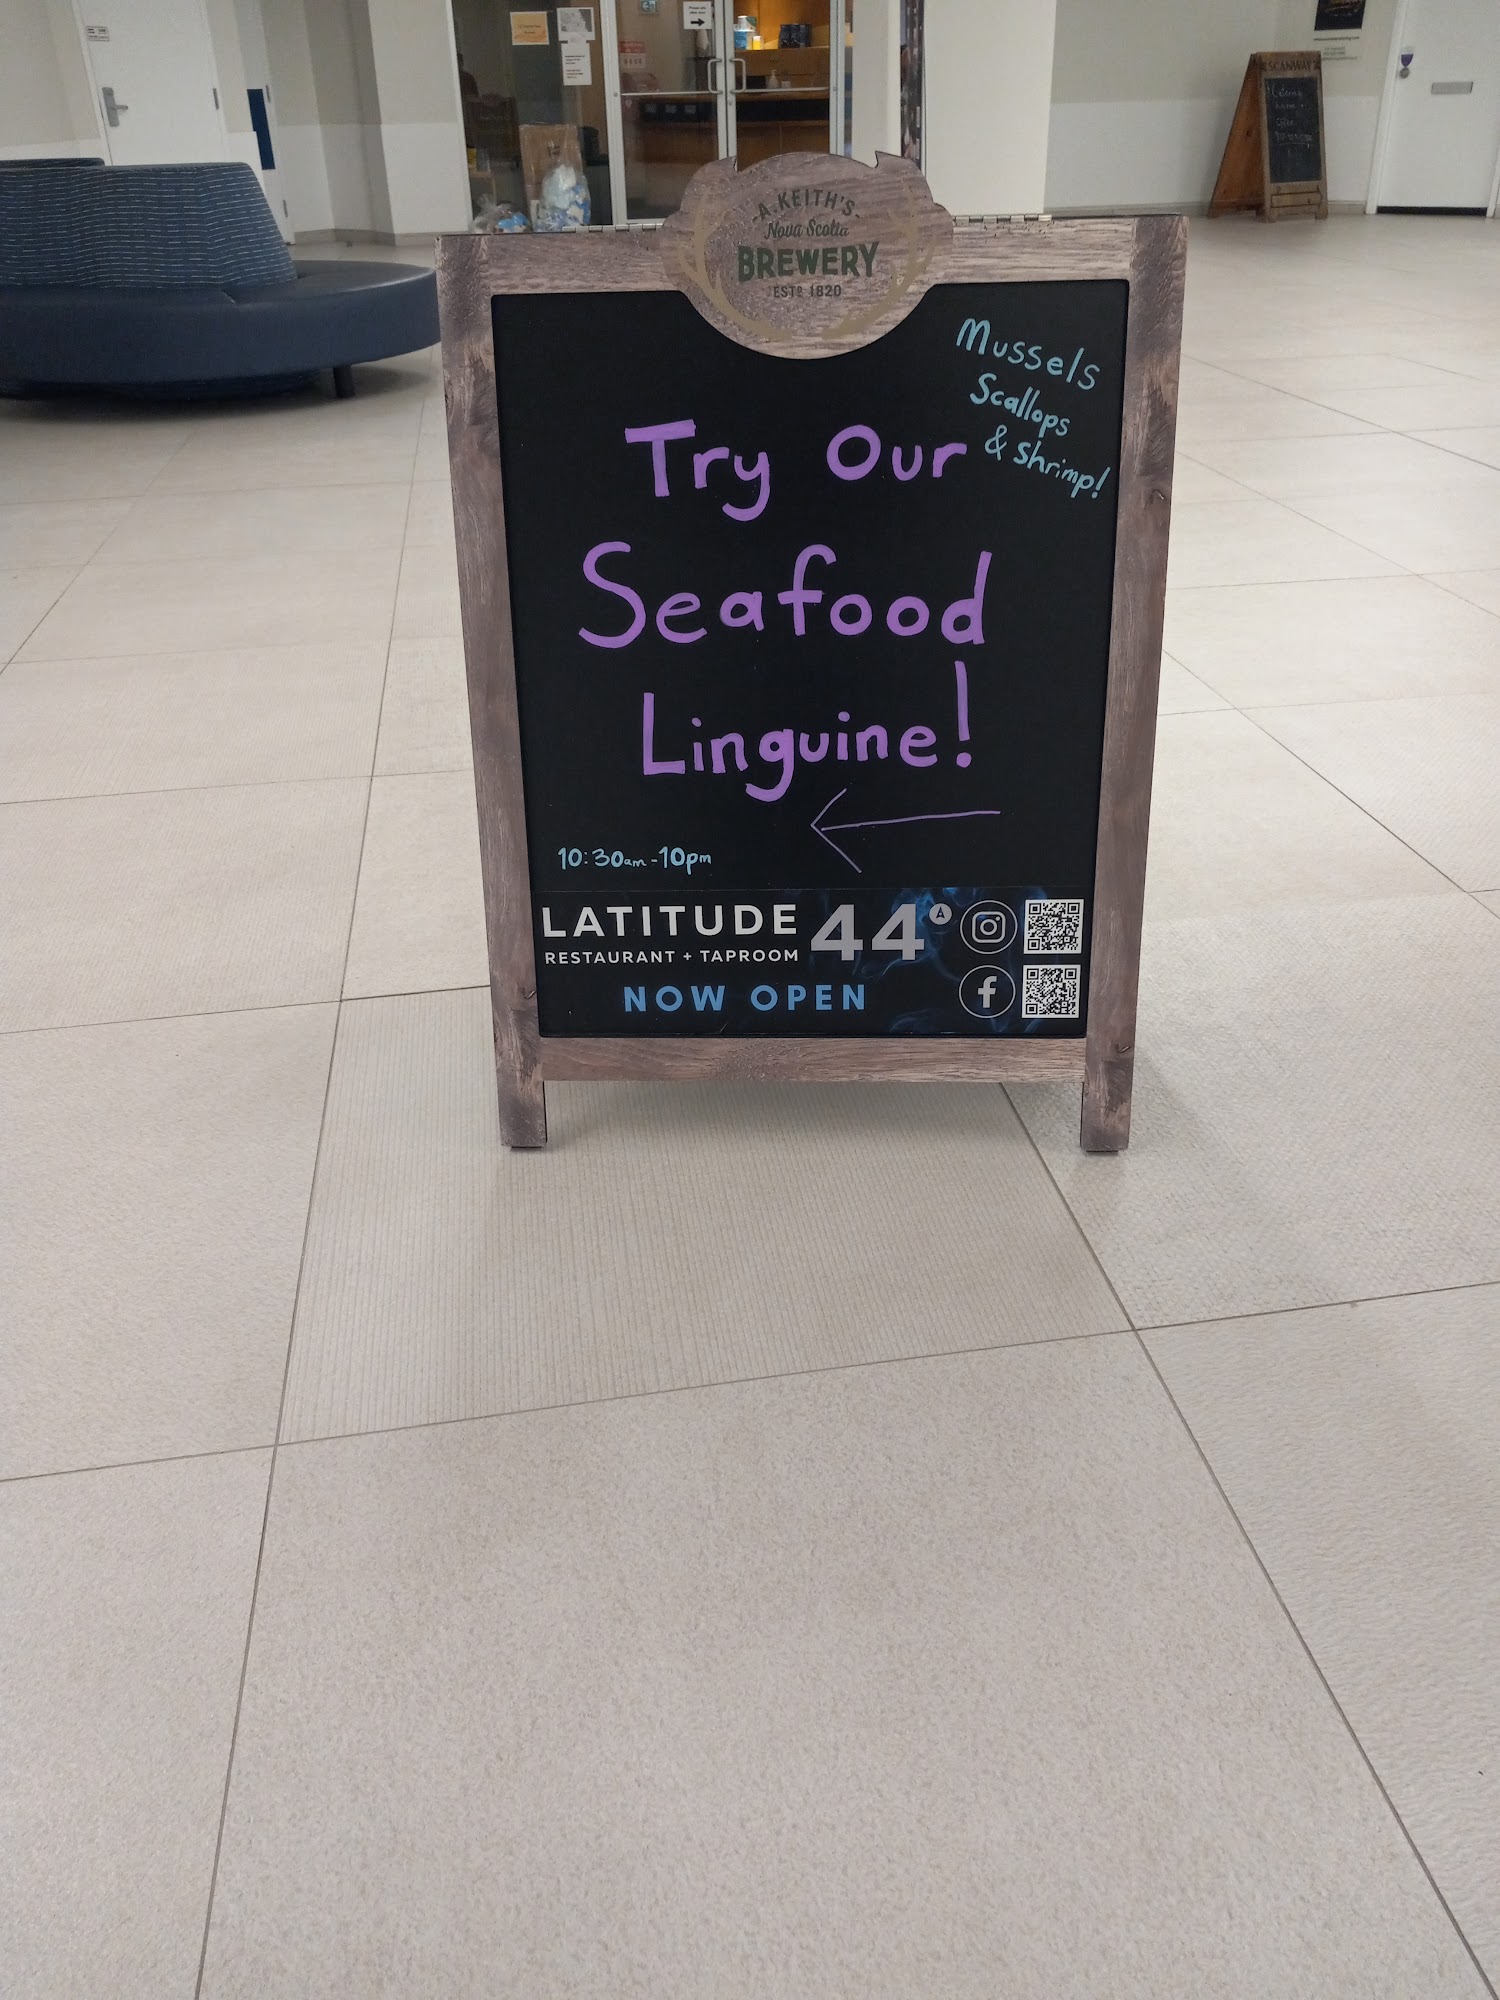 A. KEITH'S
Nova Scotia
BREWERY
ESTD 1820
Mussels
Scallops
& Shrimp!
Try Our
Seafood
Linguine!
10:30am-10pm
LATITUDE 44°
RESTAURANT + TAPROOM
NOW OPEN
SCANWAY